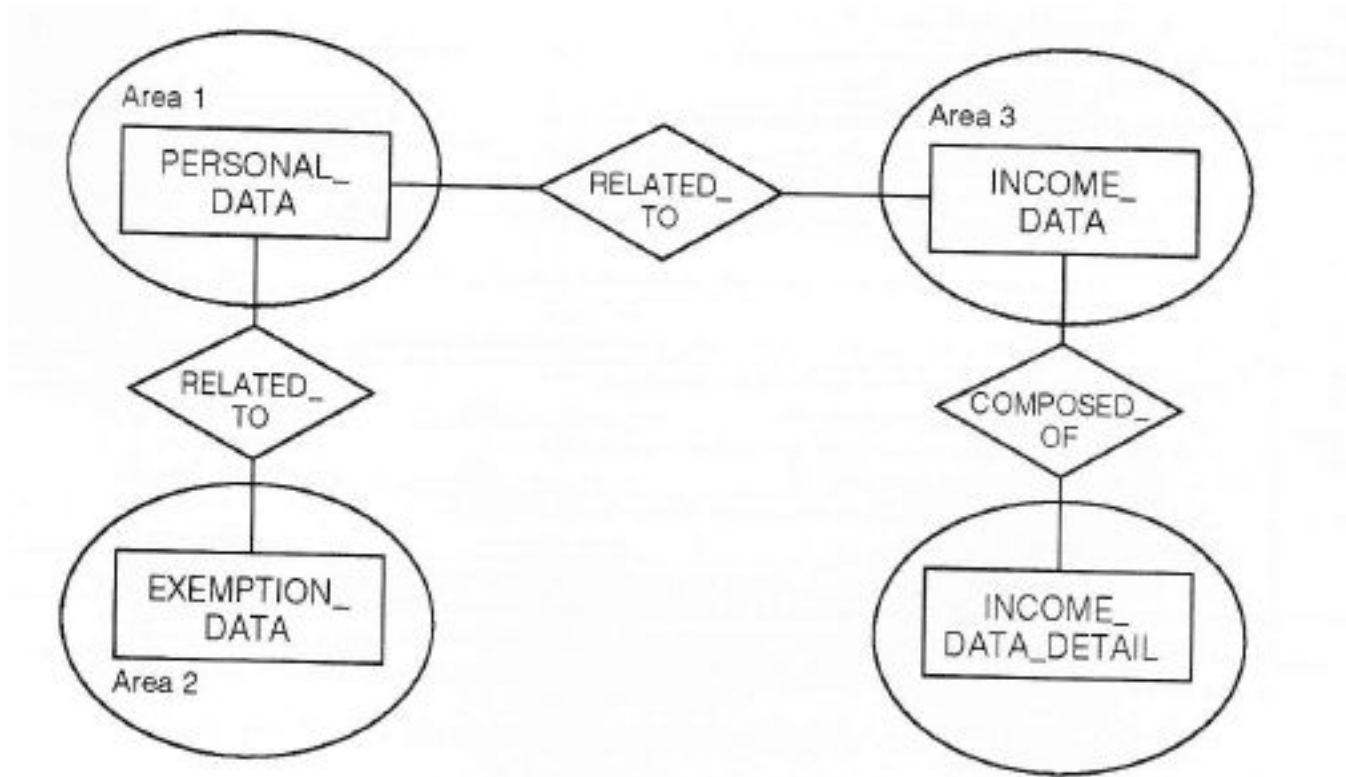 Area 1
PERSONAL_
DATA
RELATED_
TO
Area 3
INCOME_
DATA
RELATED_
TO
COMPOSED_
OF
EXEMPTION_
DATA
Area 2
INCOME_
DATA_DETAIL